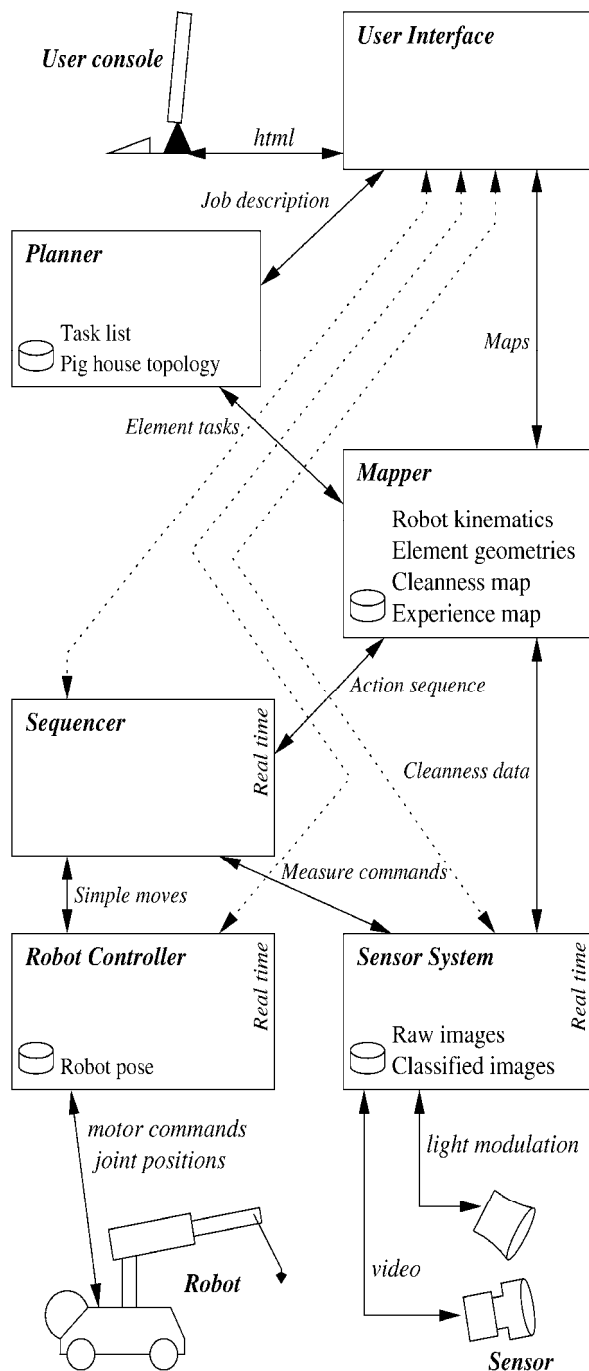 User console
User Interface
html
Job description
Planner
Task list
Pig house topology
Maps
Element tasks
Mapper
Robot kinematics
Element geometries
Cleanness map
Experience map
Action sequence
Sequencer
Real time
Cleanness data
Measure commands
Simple moves
Robot Controller
Real time
Robot pose
Sensor System
Real time
Raw images
Classified images
motor commands
joint positions
light modulation
Robot
video
Sensor